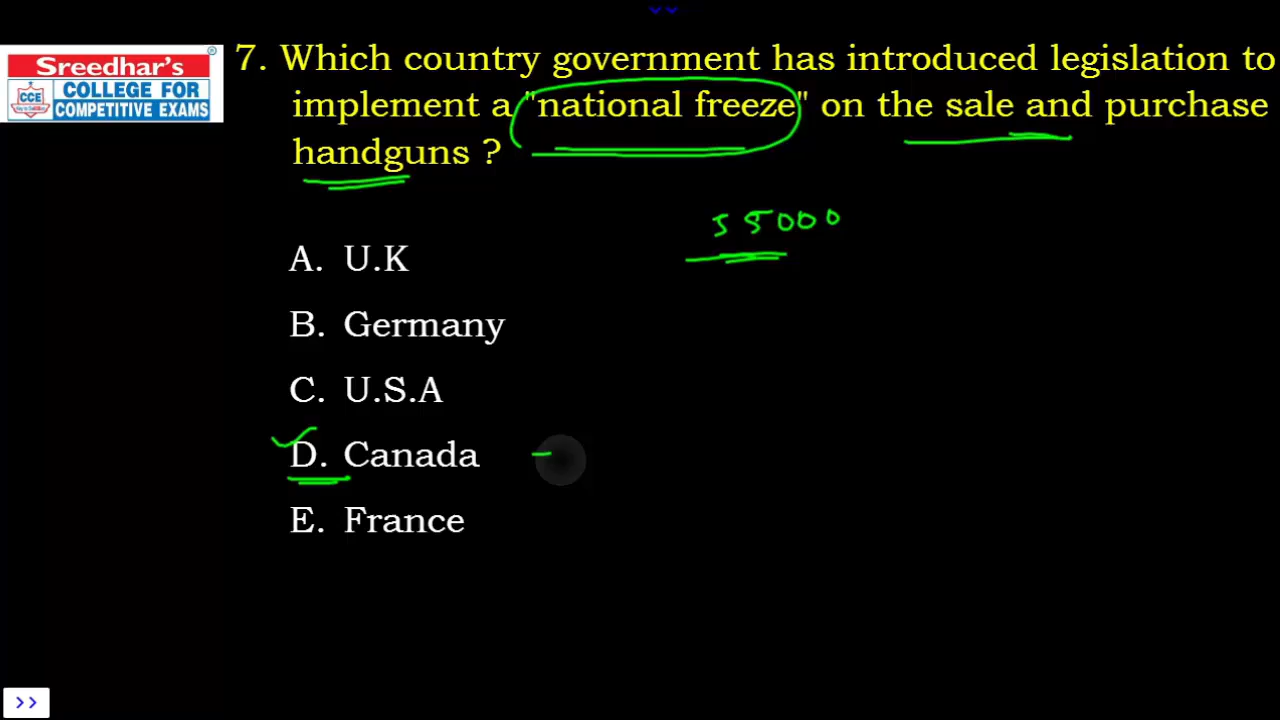 Sreedhar's
CCE
COLLEGE FOR
COMPETITIVE EXAMS
7. Which country government has introduced legislation to
implement a "national freeze" on the sale and purchase
handguns ?
55000
A. U.K
B. Germany
C. U.S.A
D. Canada
E. France
>>